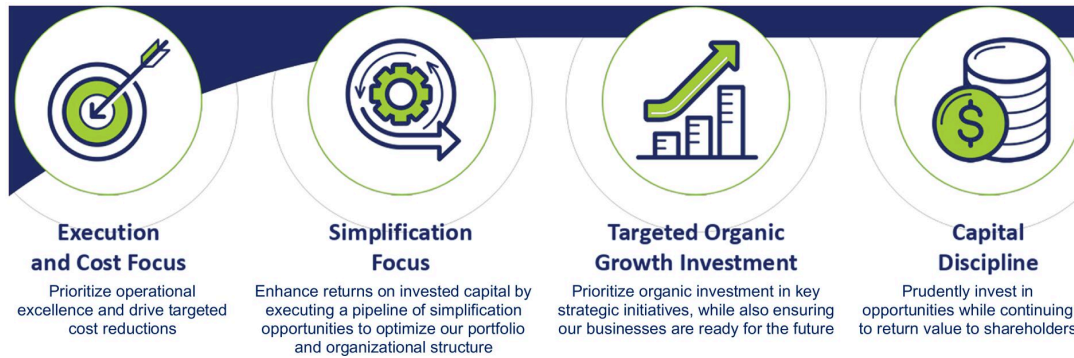 Execution
and Cost Focus
Prioritize operational
excellence and drive targeted
cost reductions
Simplification
Focus
Enhance returns on invested capital by
executing a pipeline of simplification
opportunities to optimize our portfolio
and organizational structure
Targeted Organic
Growth Investment
Prioritize organic investment in key
strategic initiatives, while also ensuring
our businesses are ready for the future
$
Capital
Discipline
Prudently invest in
opportunities while continuing
to return value to shareholders